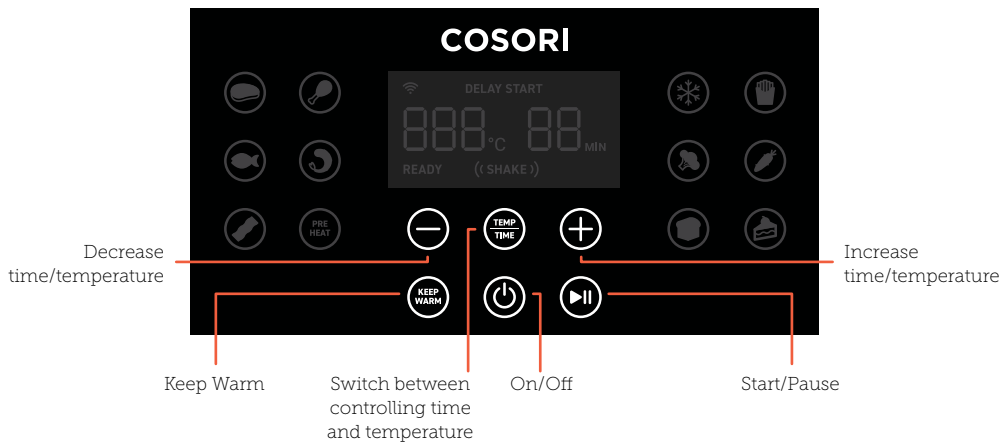 COSORI
DELAY START
888 °C 88 MIN
READY ((SHAKE))
PRE
HEAT
TEMP
TIME
KEEP
WARM
Decrease
time/temperature
Increase
time/temperature
Keep Warm
Switch between
controlling time
and temperature
On/Off
Start/Pause